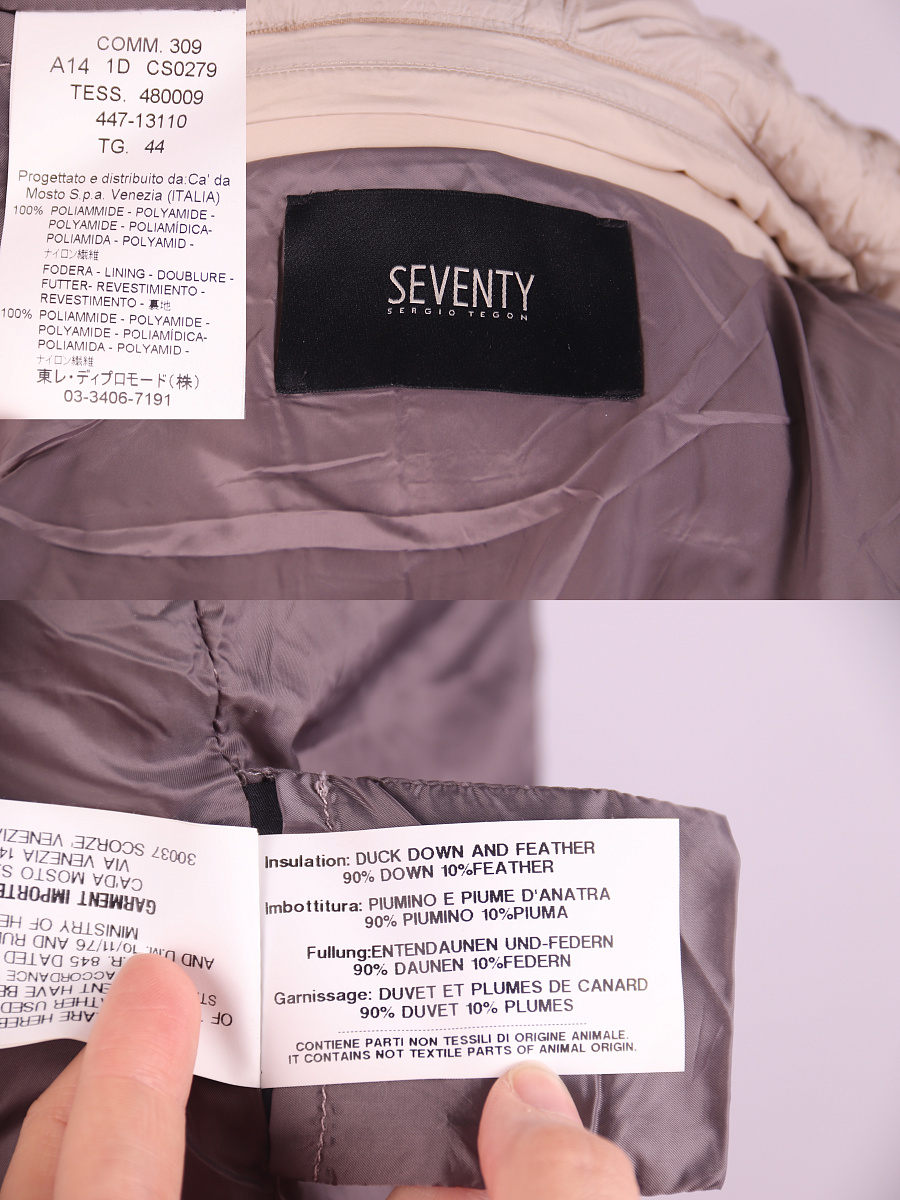 COMM. 309
A14 1D CS0279
TESS. 480009
447-13110
TG. 44
Progettato e distribuito da:Ca' da
Mosto S.p.a. Venezia (ITALIA)
100% POLIAMMIDE - POLYAMIDE -
POLYAMIDE - POLIAMÍDICA-
POLIAMIDA - POLYAMID -
ナイロン繊維
FODERA - LINING - DOUBLURE -
FUTTER- REVESTIMIENTO -
REVESTIMENTO - 裏地
100% POLIAMMIDE - POLYAMIDE -
POLYAMIDE - POLIAMÍDICA-
POLIAMIDA - POLYAMID -
ナイロン繊維
東レ・ディプロモード(株)
03-3406-7191
SEVENTY
SERGIO TEGON
Insulation: DUCK DOWN AND FEATHER
90% DOWN 10%FEATHER
Imbottitura: PIUMINO E PIUME D'ANATRA
90% PIUMINO 10%PIUMA
Fullung:ENTENDAUNEN UND-FEDERN
90% DAUNEN 10%FEDERN
Garnissage: DUVET ET PLUMES DE CANARD
90% DUVET 10% PLUMES
CONTIENE PARTI NON TESSILI DI ORIGINE ANIMALE.
IT CONTAINS NOT TEXTILE PARTS OF ANIMAL ORIGIN.
OF
ARE
845 DATED
AND D.M. 10/11/76 AND
MINISTRY OF
GARMENT
CADA MOSTO
VIA VENEZIA
30037 SCORZE' VENEZIA